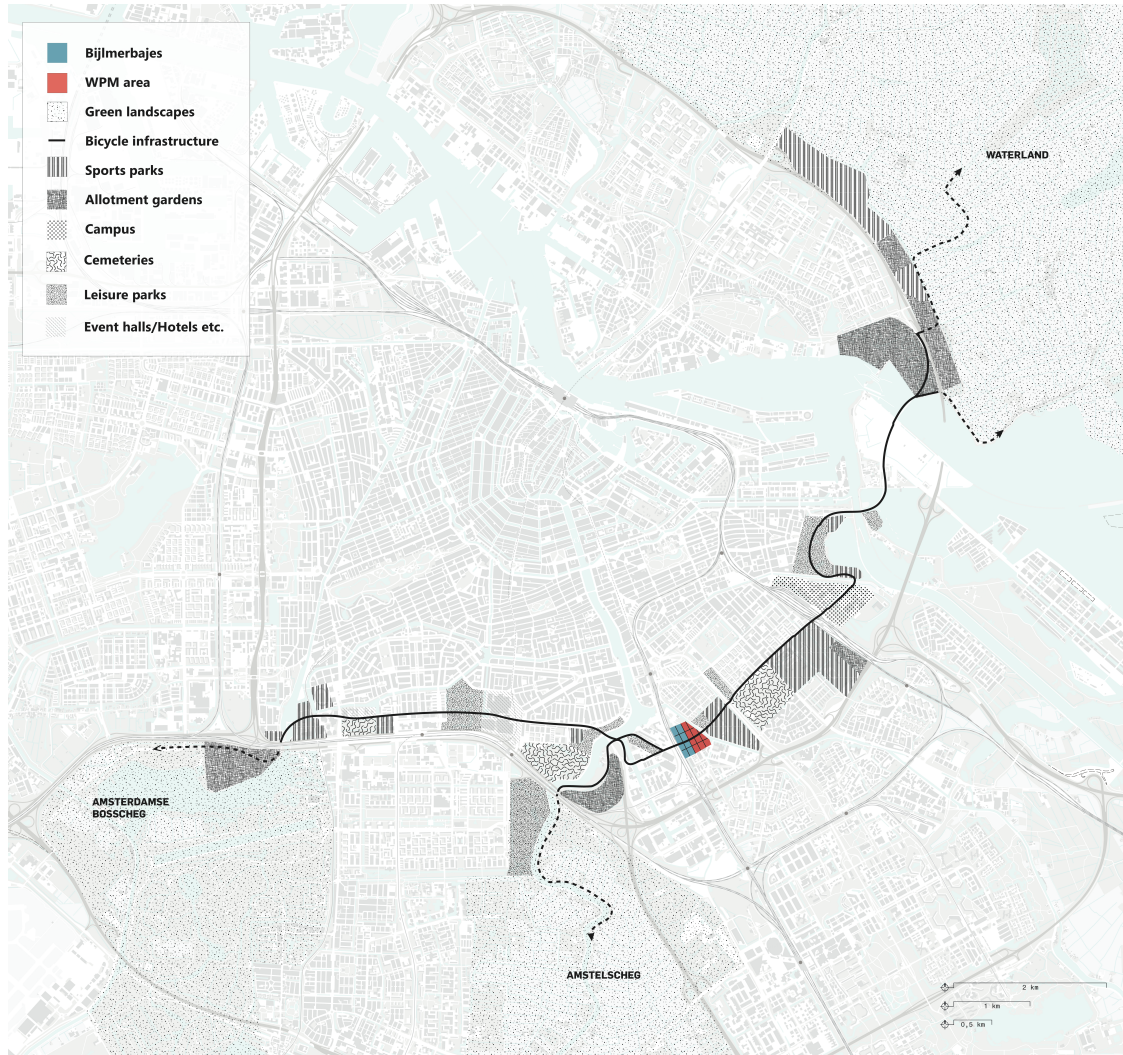 Bijlmerbajes
WPM area
Green landscapes
Bicycle infrastructure
Sports parks
Allotment gardens
Campus
Cemeteries
Leisure parks
Event halls/Hotels etc.
WATERLAND
AMSTERDAMSE
BOSSCHEG
AMSTELSCHEG
2 km
1 km
0,5 km